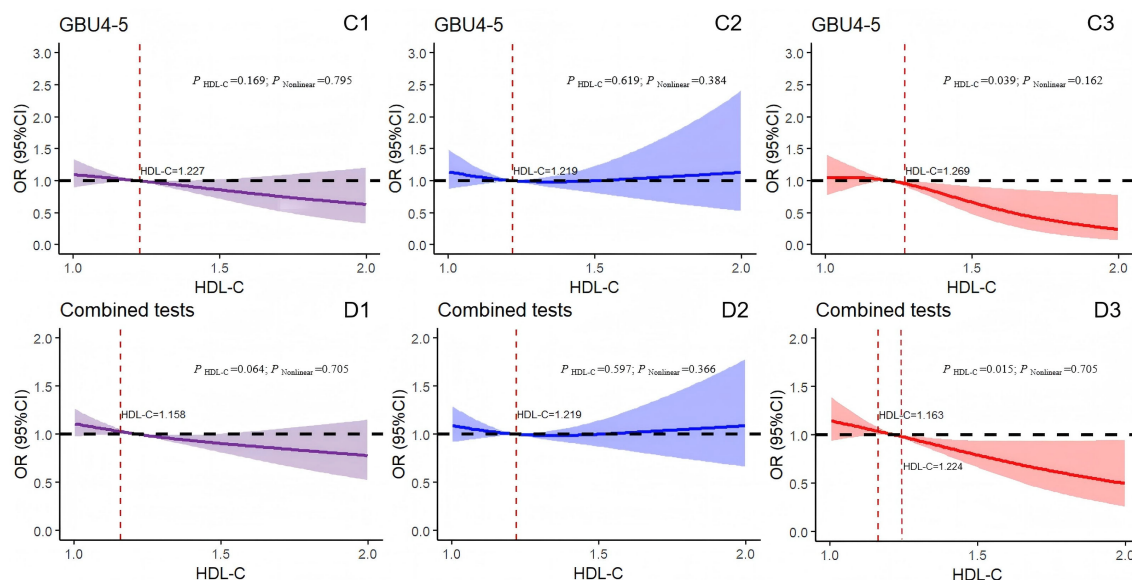 GBU4-5 C1
OR (95%CI)
3.0
2.5
2.0
1.5
1.0
0.5
0.0
P HDL-C=0.169; P Nonlinear=0.795
HDL-C=1.227
1.0 1.5 2.0
HDL-C
GBU4-5 C2
OR (95%CI)
3.0
2.5
2.0
1.5
1.0
0.5
0.0
P HDL-C=0.619; P Nonlinear=0.384
HDL-C=1.219
1.0 1.5 2.0
HDL-C
GBU4-5 C3
OR (95%CI)
3.0
2.5
2.0
1.5
1.0
0.5
0.0
P HDL-C=0.039; P Nonlinear=0.162
HDL-C=1.269
1.0 1.5 2.0
HDL-C
Combined tests D1
OR (95%CI)
2.0
1.5
1.0
0.5
0.0
P HDL-C=0.064; P Nonlinear=0.705
HDL-C=1.158
1.0 1.5 2.0
HDL-C
Combined tests D2
OR (95%CI)
2.0
1.5
1.0
0.5
0.0
P HDL-C=0.597; P Nonlinear=0.366
HDL-C=1.219
1.0 1.5 2.0
HDL-C
Combined tests D3
OR (95%CI)
2.0
1.5
1.0
0.5
0.0
P HDL-C=0.015; P Nonlinear=0.705
HDL-C=1.163
HDL-C=1.224
1.0 1.5 2.0
HDL-C